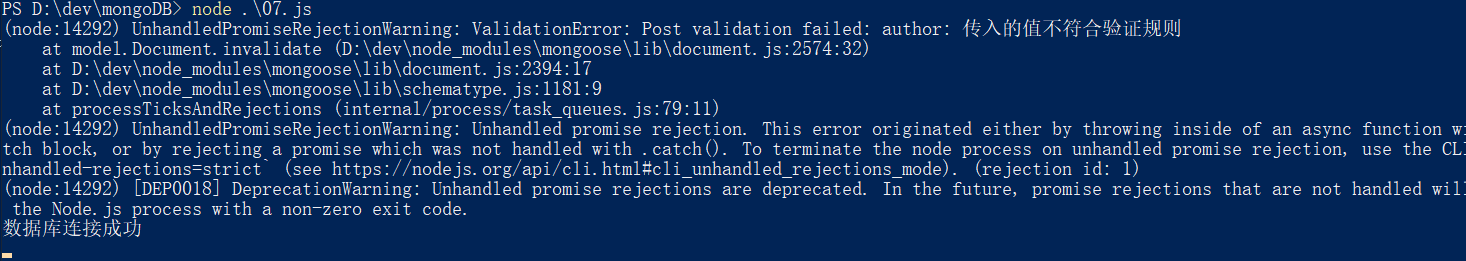 PS D:\dev\mongoDB> node .\07.js
(node:14292) UnhandledPromiseRejectionWarning: ValidationError: Post validation failed: author: 传入的值不符合验证规则
    at model.Document.invalidate (D:\dev\node_modules\mongoose\lib\document.js:2574:32)
    at D:\dev\node_modules\mongoose\lib\document.js:2394:17
    at D:\dev\node_modules\mongoose\lib\schematype.js:1181:9
    at processTicksAndRejections (internal/process/task_queues.js:79:11)
(node:14292) UnhandledPromiseRejectionWarning: Unhandled promise rejection. This error originated either by throwing inside of an async function wi
tch block, or by rejecting a promise which was not handled with .catch(). To terminate the node process on unhandled promise rejection, use the CLI
nhandled-rejections=strict` (see https://nodejs.org/api/cli.html#cli_unhandled_rejections_mode). (rejection id: 1)
(node:14292) [DEP0018] DeprecationWarning: Unhandled promise rejections are deprecated. In the future, promise rejections that are not handled will
 the Node.js process with a non-zero exit code.
数据库连接成功